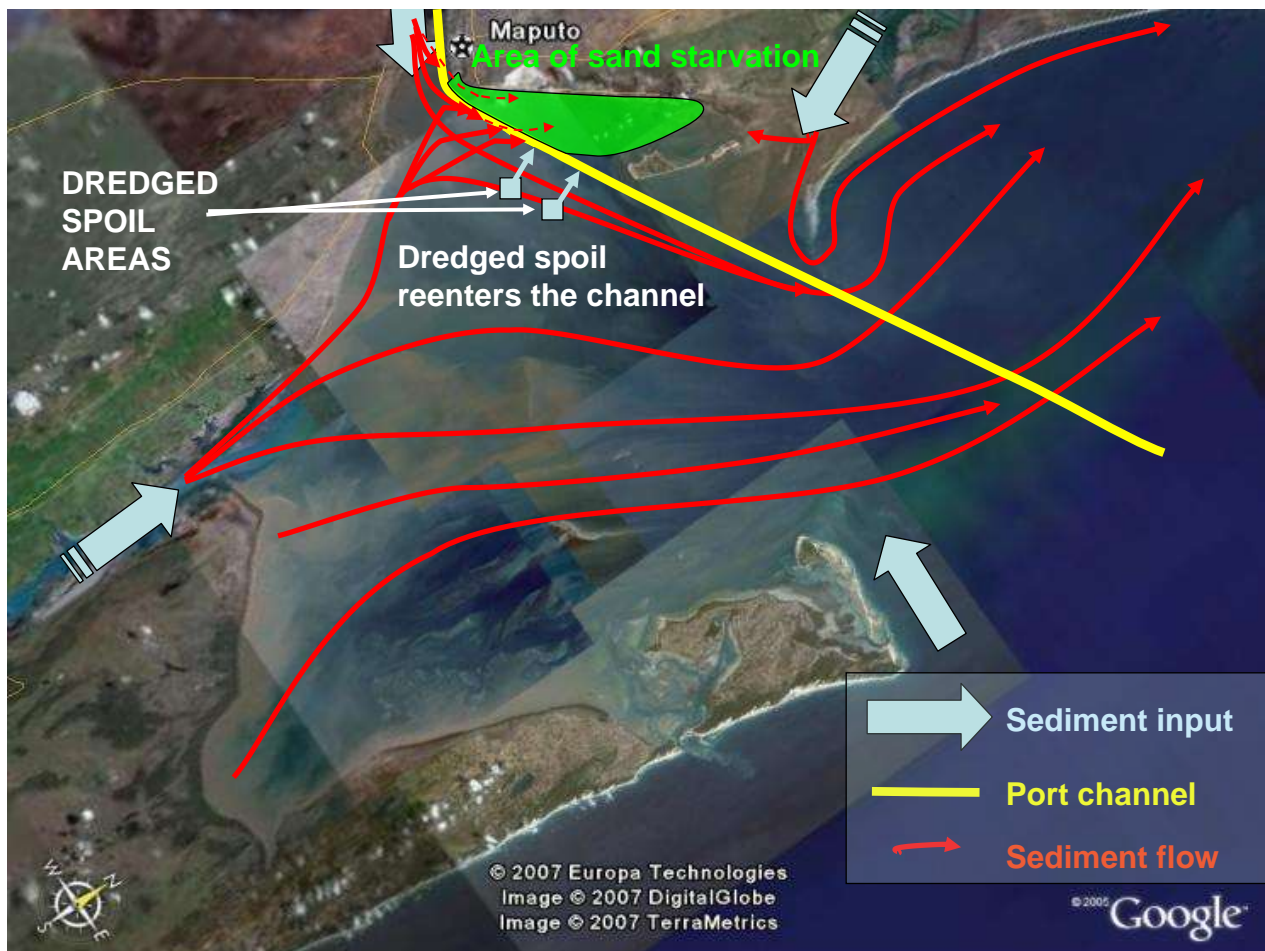 Maputo
Area of sand starvation
DREDGED
SPOIL
AREAS
Dredged spoil
reenters the channel
Sediment input
Port channel
Sediment flow
N
W
S
E
© 2007 Europa Technologies
Image © 2007 DigitalGlobe
Image © 2007 TerraMetrics
© 2005 Google™